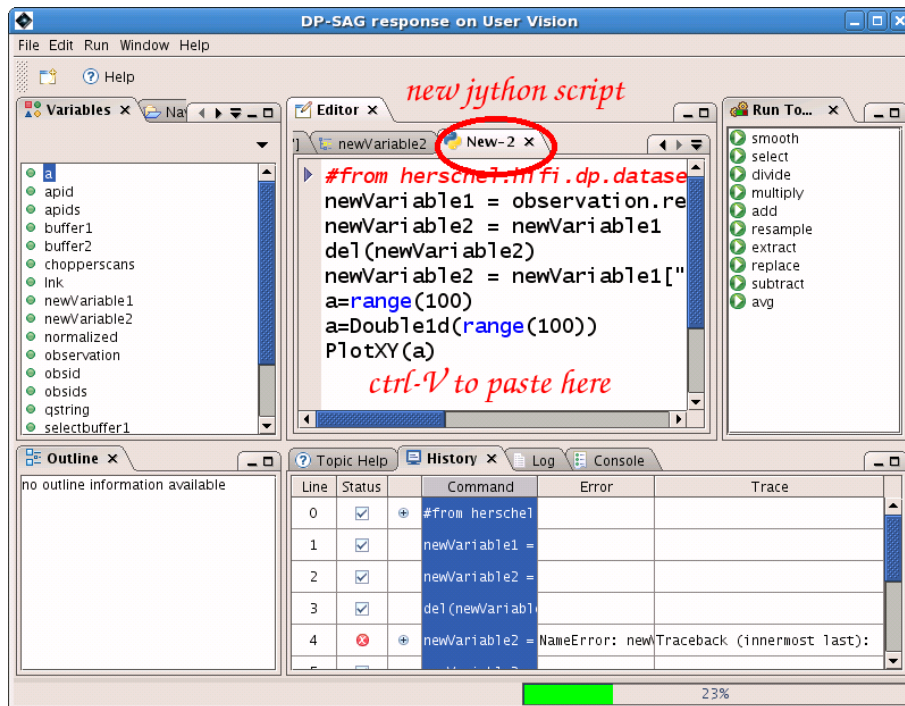 DP-SAG response on User Vision
File Edit Run Window Help
Help
Variables
Na
Editor
new jython script
Run To...
newVariable2
New-2
a
apid
apids
buffer1
buffer2
chopperscans
lnk
newVariable1
newVariable2
normalized
observation
obsid
obsids
qstring
selectbuffer1
#from herschel.hifi.dp.datase
newVariable1 = observation.re
newVariable2 = newVariable1
del(newVariable2)
newVariable2 = newVariable1["
a=range(100)
a=Double1d(range(100))
PlotXY(a)
ctrl-V to paste here
smooth
select
divide
multiply
add
resample
extract
replace
subtract
avg
Outline
no outline information available
Topic Help
History
Log
Console
Line Status Command Error Trace
0 #from herschel
1 newVariable1 =
2 newVariable2 =
3 del(newVariabl
4 newVariable2 = NameError: new Traceback (innermost last):
23%